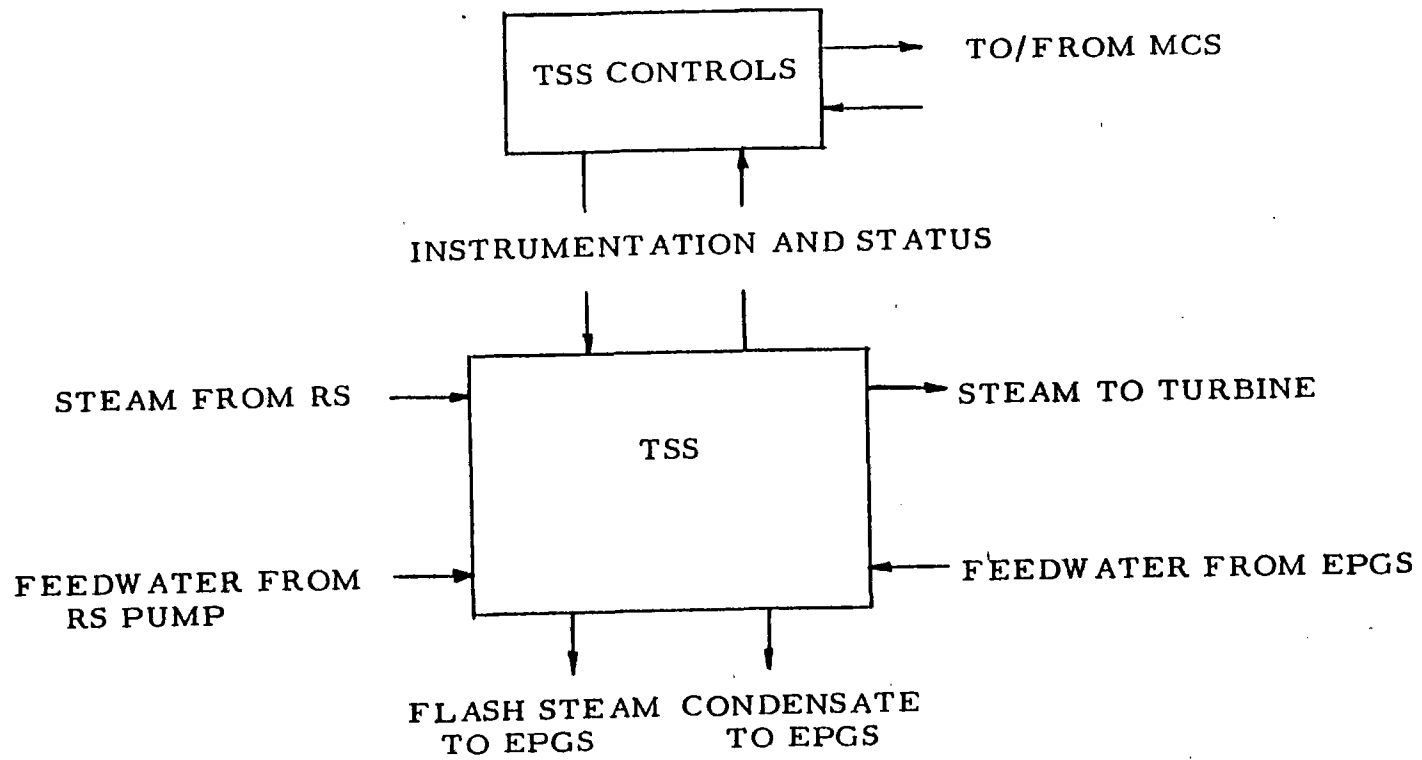 TSS CONTROLS
TO/FROM MCS
INSTRUMENTATION AND STATUS
STEAM FROM RS
STEAM TO TURBINE
TSS
FEEDWATER FROM
RS PUMP
FEEDWATER FROM EPGS
FLASH STEAM
TO EPGS
CONDENSATE
TO EPGS